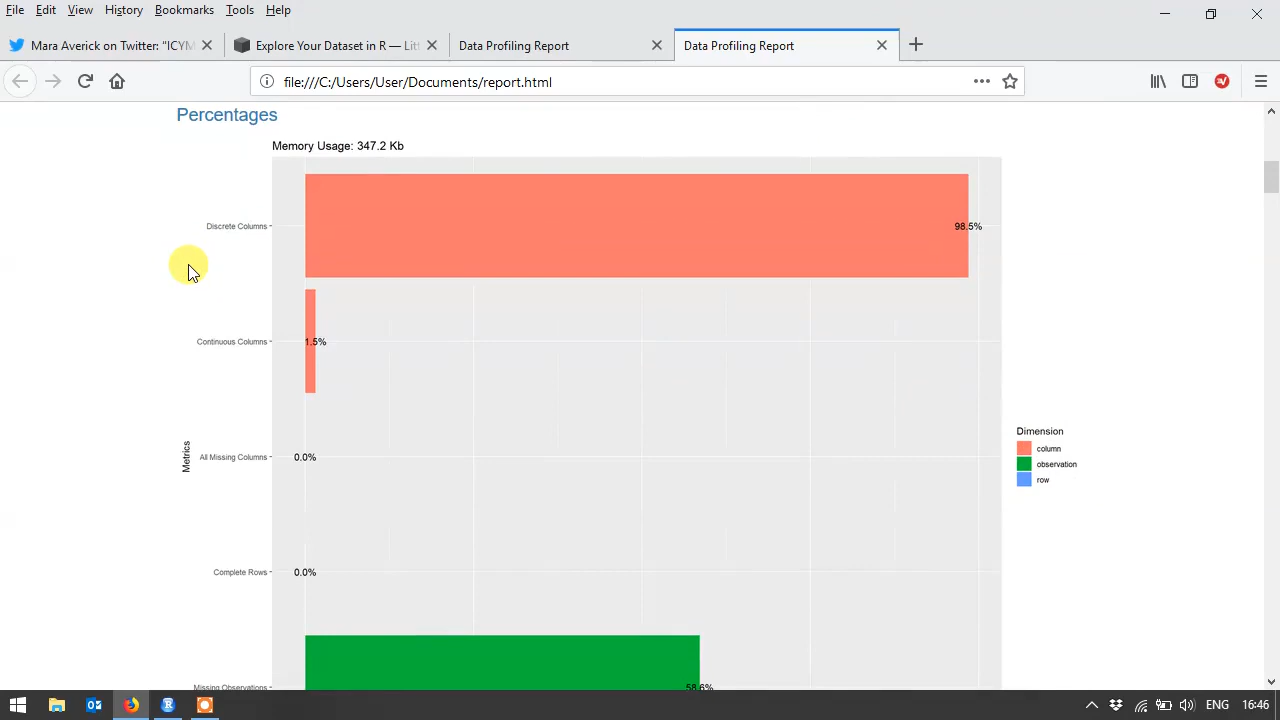 File Edit View History Bookmarks Tools Help
Mara Averick on Twitter: "ICYM
Explore Your Dataset in R — Lit
Data Profiling Report
Data Profiling Report
file:///C:/Users/User/Documents/report.html
Percentages
Memory Usage: 347.2 Kb
Discrete Columns
98.5%
Continuous Columns
1.5%
Metrics
All Missing Columns
0.0%
Complete Rows
0.0%
Missing Observations
58.6%
Dimension
column
observation
row
ENG
16:46